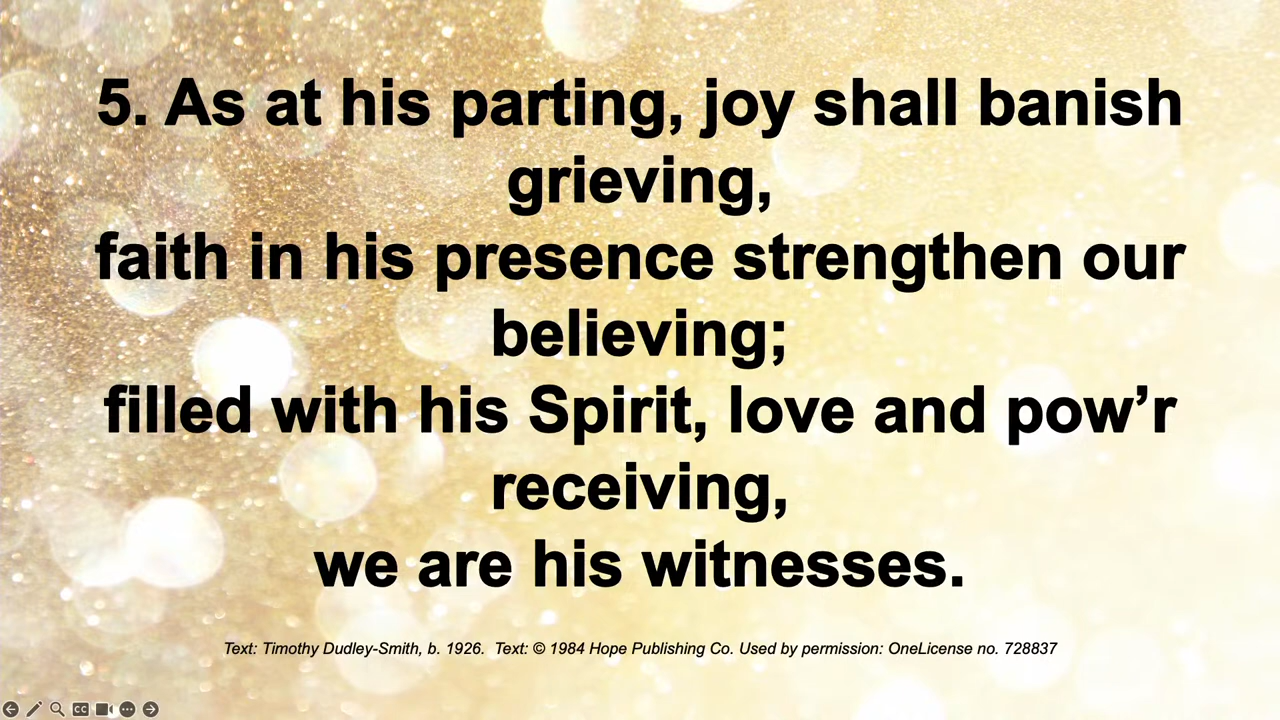 5. As at his parting, joy shall banish
grieving,
faith in his presence strengthen our
believing;
filled with his Spirit, love and pow’r
receiving,
we are his witnesses.
Text: Timothy Dudley-Smith, b. 1926.  Text: © 1984 Hope Publishing Co. Used by permission: OneLicense no. 728837
CC